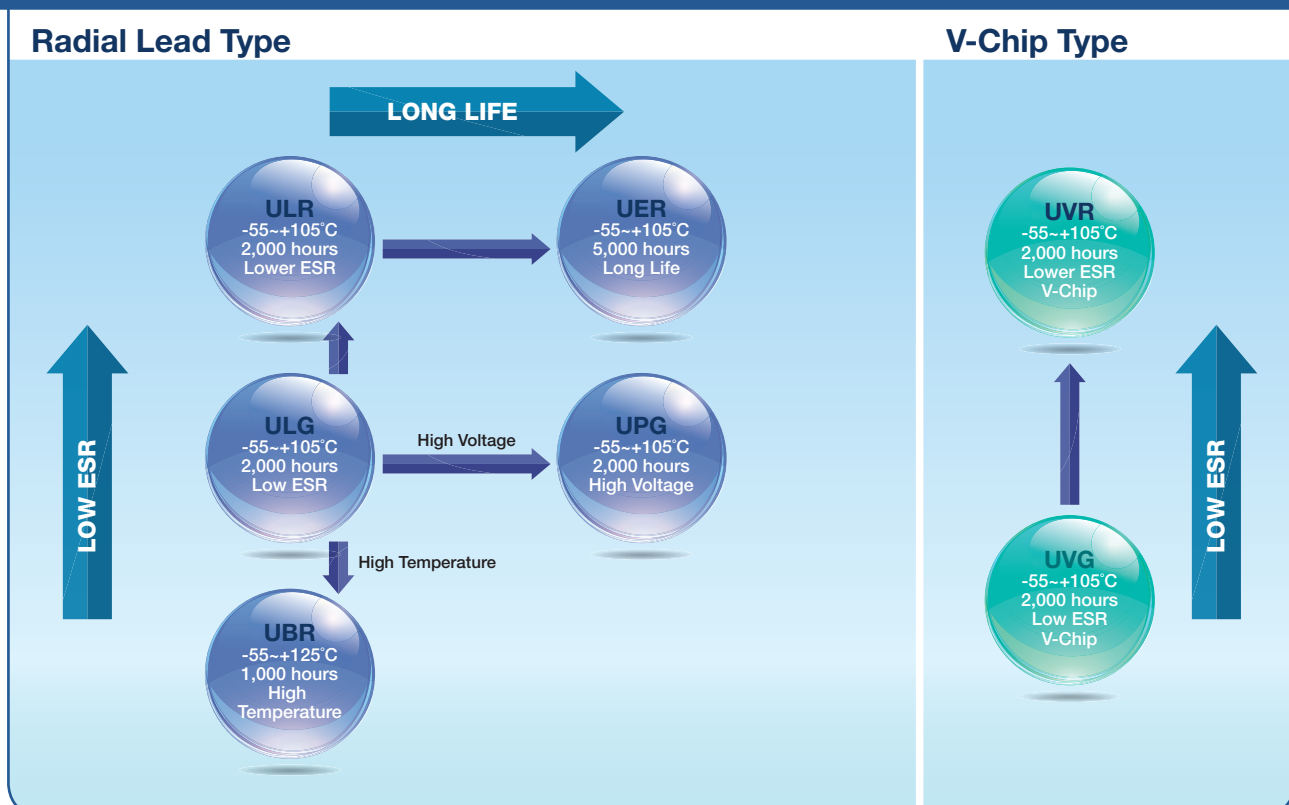 Radial Lead Type
LONG LIFE
ULR
-55~+105°C
2,000 hours
Lower ESR
UER
-55~+105°C
5,000 hours
Long Life
LOW ESR
ULG
-55~+105°C
2,000 hours
Low ESR
High Voltage
UPG
-55~+105°C
2,000 hours
High Voltage
High Temperature
UBR
-55~+125°C
1,000 hours
High
Temperature
V-Chip Type
UVR
-55~+105°C
2,000 hours
Lower ESR
V-Chip
LOW ESR
UVG
-55~+105°C
2,000 hours
Low ESR
V-Chip